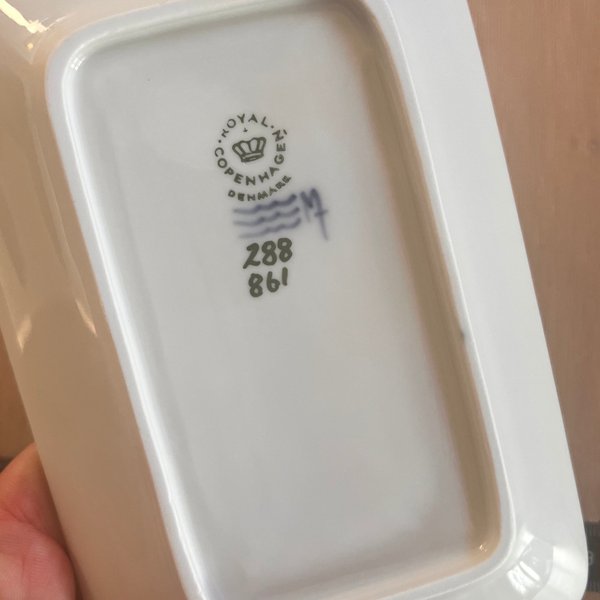 ROYAL
COPENHAGEN
DENMARK
M
288
861